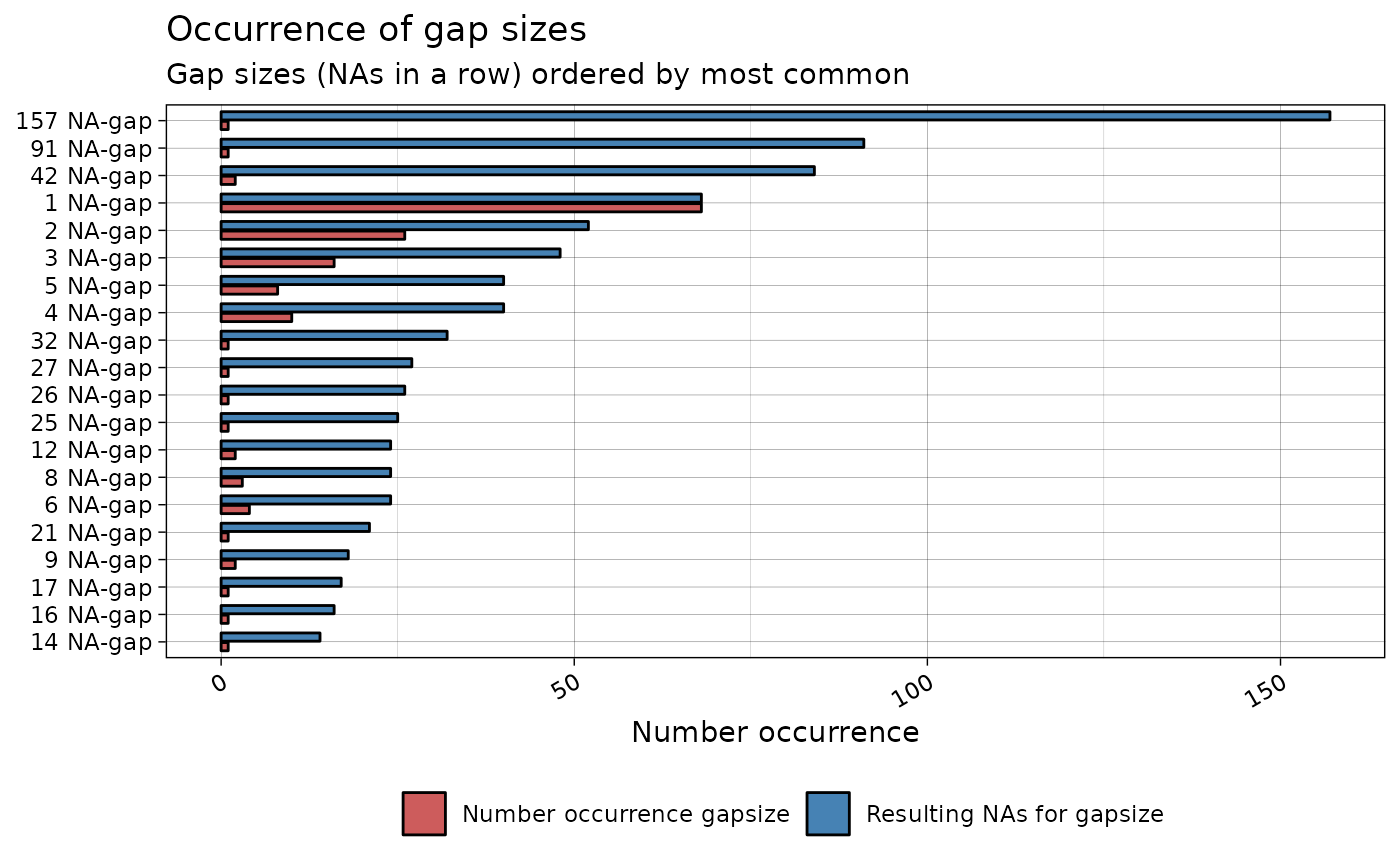 Occurrence of gap sizes
Gap sizes (NAs in a row) ordered by most common
157 NA-gap
91 NA-gap
42 NA-gap
1 NA-gap
2 NA-gap
3 NA-gap
5 NA-gap
4 NA-gap
32 NA-gap
27 NA-gap
26 NA-gap
25 NA-gap
12 NA-gap
8 NA-gap
6 NA-gap
21 NA-gap
9 NA-gap
17 NA-gap
16 NA-gap
14 NA-gap
0 50 100 150
Number occurrence
Number occurrence gapsize Resulting NAs for gapsize